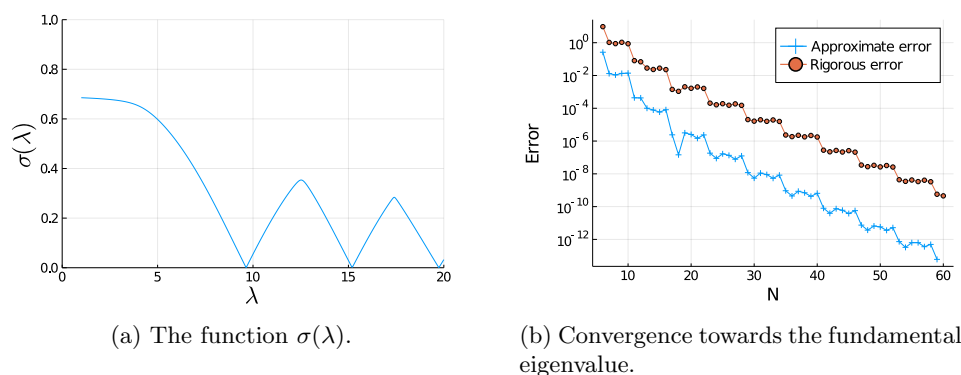 1.0
0.8
0.6
0.4
0.2
0.0
σ(λ)
0 5 10 15 20
λ
(a) The function σ(λ).
10^0
10^-2
10^-4
10^-6
10^-8
10^-10
10^-12
Error
Approximate error
Rigorous error
10 20 30 40 50 60
N
(b) Convergence towards the fundamental
eigenvalue.